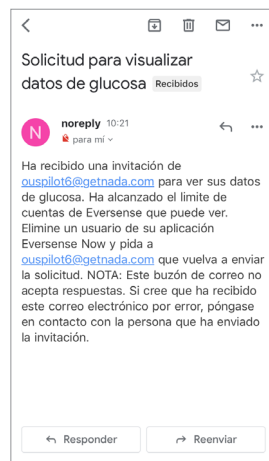 Solicitud para visualizar
datos de glucosa Recibidos
N
noreply 10:21
para mí
Ha recibido una invitación de
ouspilot6@getnada.com para ver sus datos
de glucosa. Ha alcanzado el limite de
cuentas de Eversense que puede ver.
Elimine un usuario de su aplicación
Eversense Now y pida a
ouspilot6@getnada.com que vuelva a enviar
la solicitud. NOTA: Este buzón de correo no
acepta respuestas. Si cree que ha recibido
este correo electrónico por error, póngase
en contacto con la persona que ha enviado
la invitación.
Responder
Reenviar